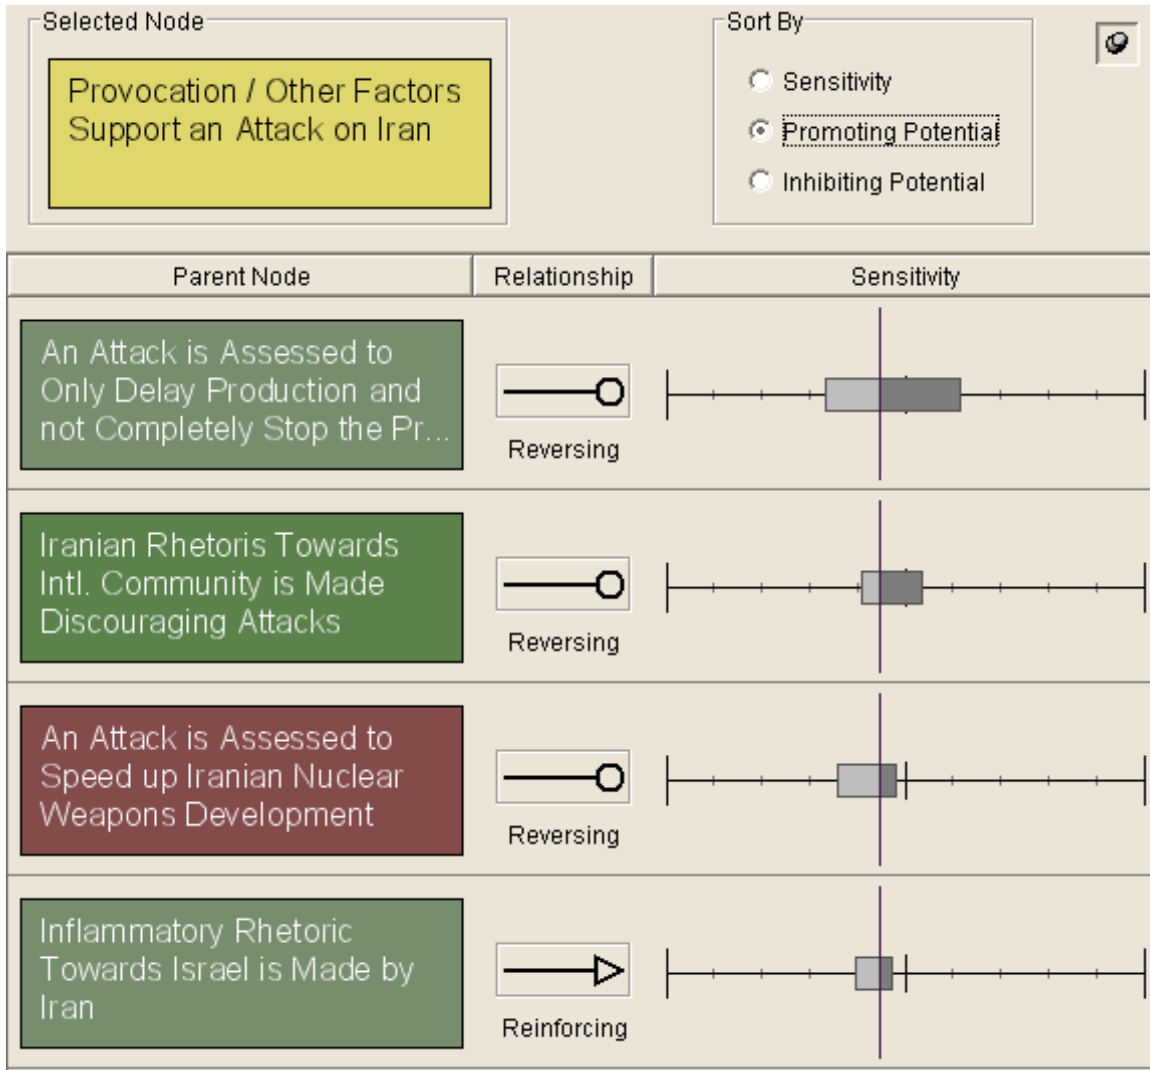 Selected Node
Provocation / Other Factors
Support an Attack on Iran
Sort By
Sensitivity
Promoting Potential
Inhibiting Potential
Parent Node
Relationship
Sensitivity
An Attack is Assessed to
Only Delay Production and
not Completely Stop the Pr...
Reversing
Iranian Rhetoris Towards
Intl. Community is Made
Discouraging Attacks
Reversing
An Attack is Assessed to
Speed up Iranian Nuclear
Weapons Development
Reversing
Inflammatory Rhetoric
Towards Israel is Made by
Iran
Reinforcing